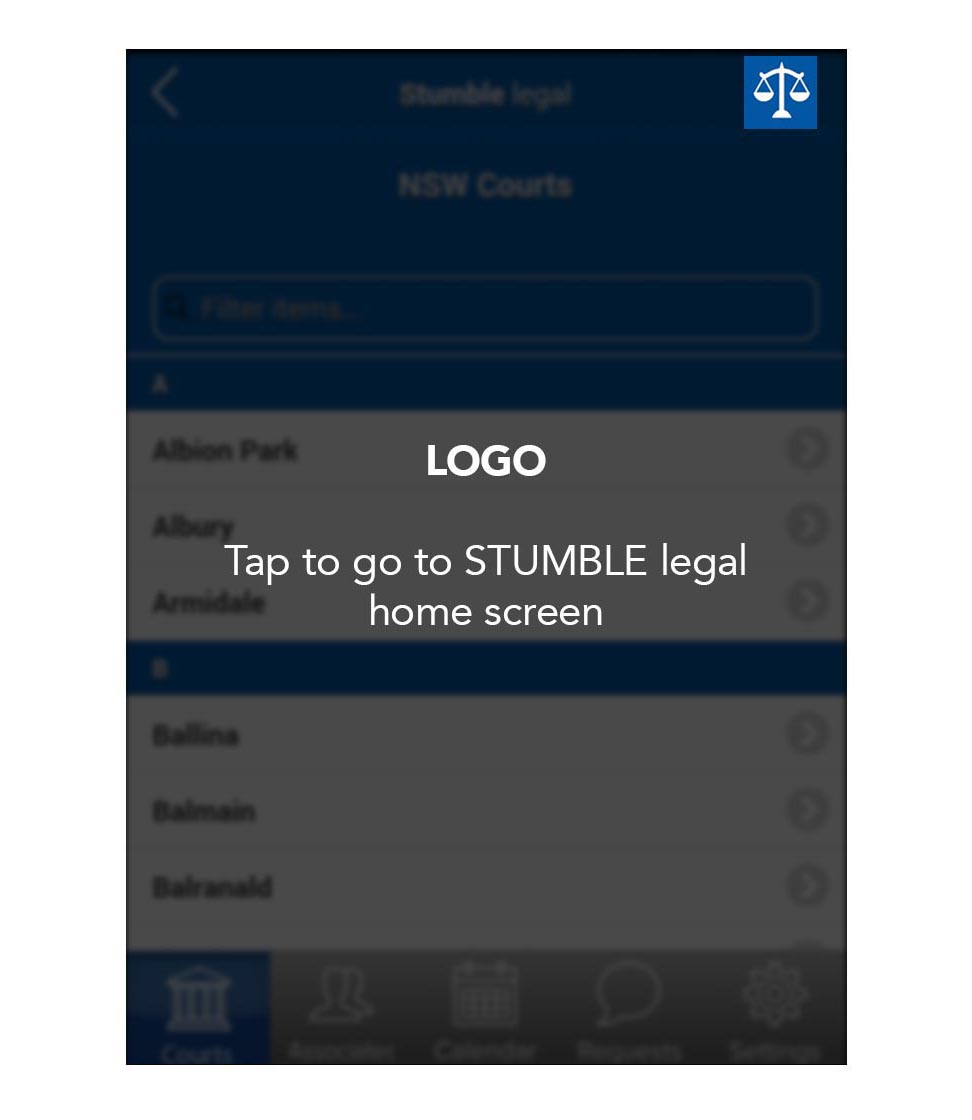 Stumble legal
NSW Courts
Filter items...
A
Albion Park
LOGO
Albury
Tap to go to STUMBLE legal
home screen
Armidale
B
Ballina
Balmain
Balranald
Courts
Associates
Calendar
Requests
Settings